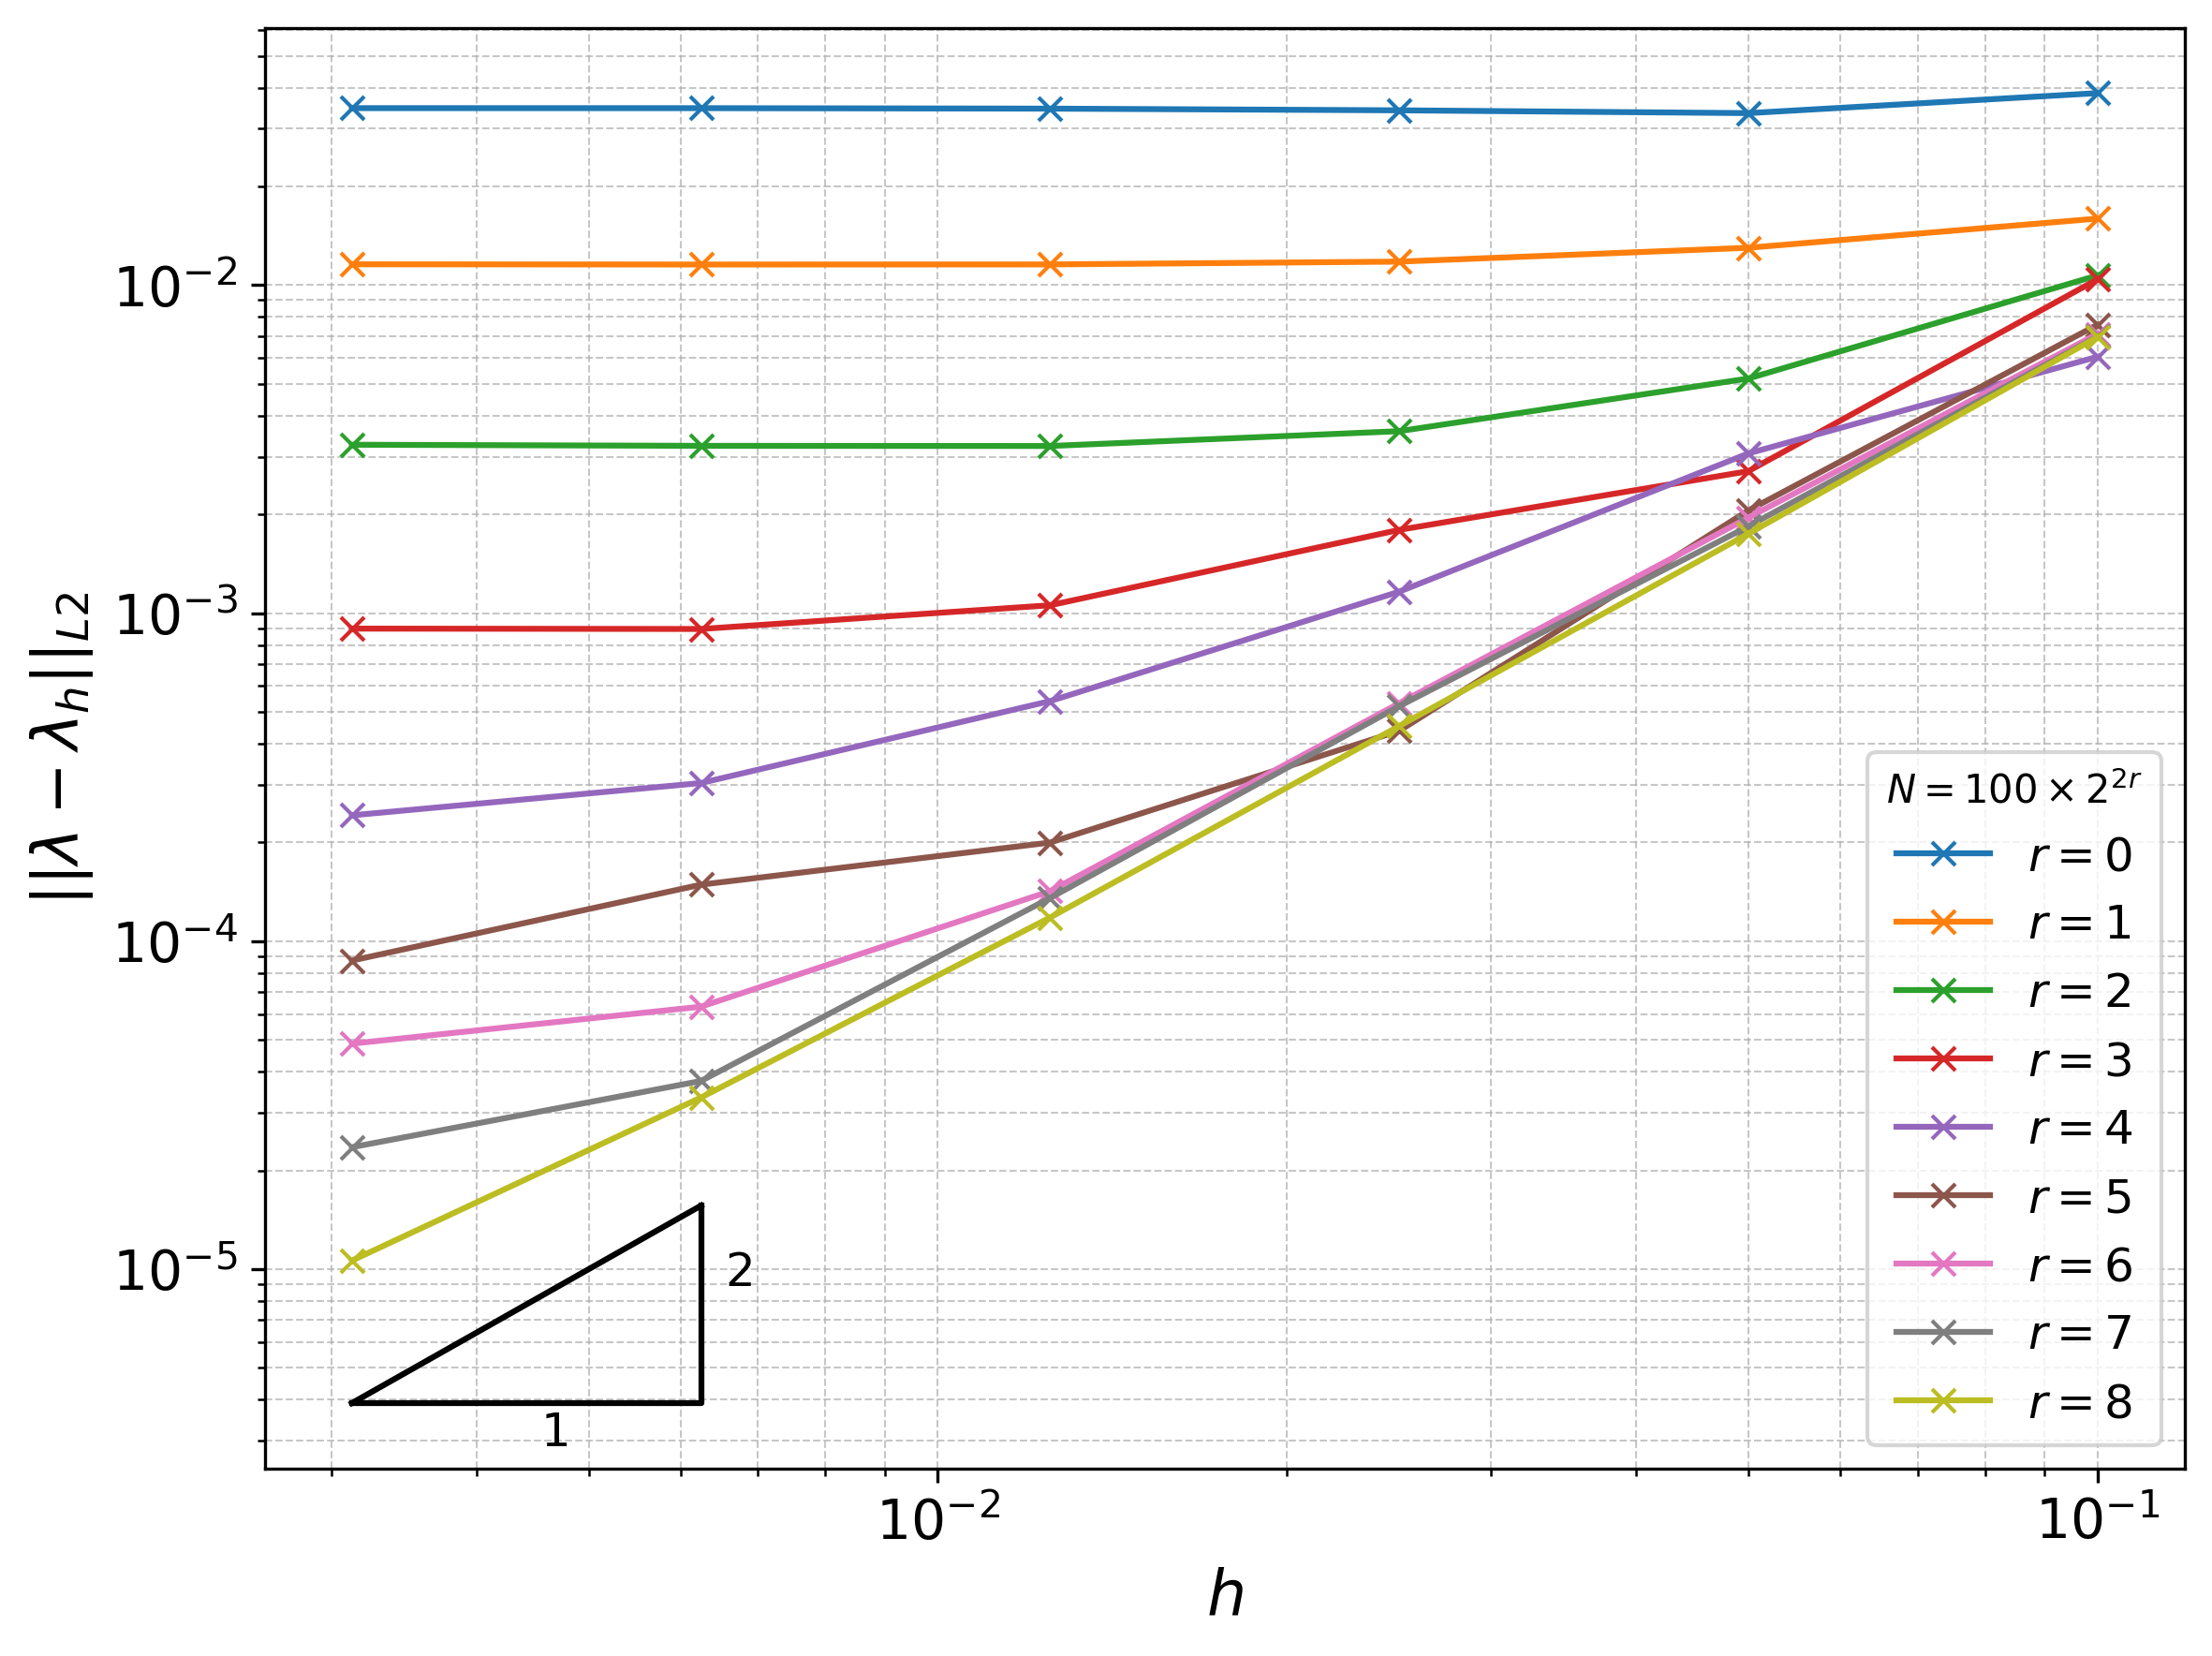 ||λ − λ_h||_{L2}
10^{-2}
10^{-3}
10^{-4}
10^{-5}
N = 100 × 2^{2r}
r = 0
r = 1
r = 2
r = 3
r = 4
r = 5
r = 6
r = 7
r = 8
2
1
10^{-2}
10^{-1}
h